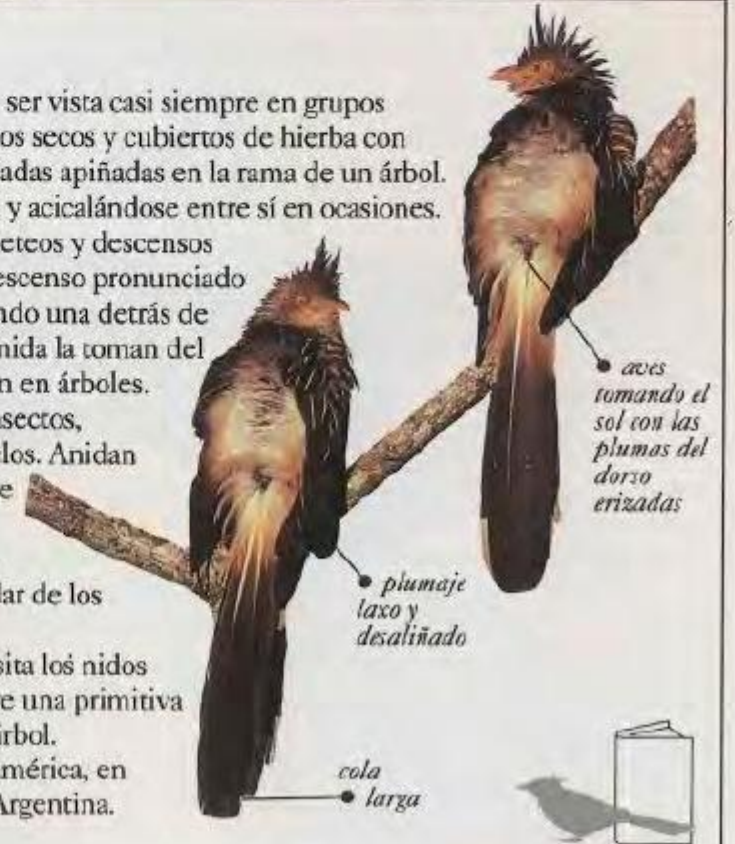 ser vista casi siempre en grupos
os secos y cubiertos de hierba con
adas apiñadas en la rama de un árbol.
y acicalándose entre sí en ocasiones.
eteos y descensos
escenso pronunciado
ndo una detrás de
nida la toman del
n en árboles.
nsectos,
los. Anidan
e
lar de los
sita los nidos
e una primitiva
árbol.
mérica, en
Argentina.
aves
tomando el
sol con las
plumas del
dorso
erizadas
plumaje
laxo y
desaliñado
cola
larga